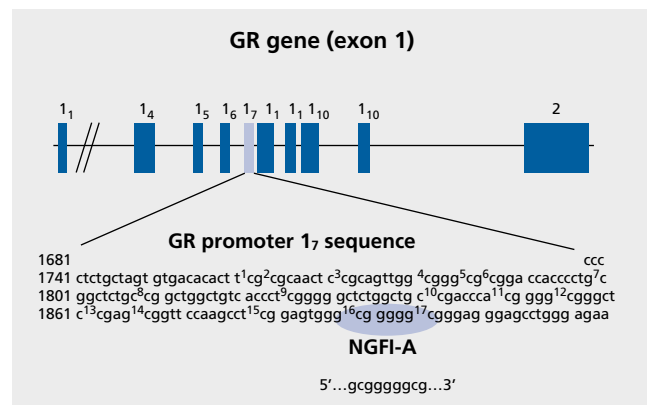 GR gene (exon 1)
1₁ 1₄ 1₅ 1₆ 1₇ 1₁ 1₁ 1₁₀ 1₁₀ 2
GR promoter 1₇ sequence
1681 ccc
1741 ctctgctagt gtgacacact t¹cg²cgcaact c³cgcagttgg ⁴cggg⁵cg⁶cgga ccacccctg⁷c
1801 ggctctgc⁸cg gctggctgtc accct⁹cggggg gctctggctg c¹⁰cgaccca¹¹cg ggg¹²cgggct
1861 c¹³cgag¹⁴cggtt ccaagcct¹⁵cg gagtggg¹⁶cg ggggg¹⁷cgggag ggagcctggg agaa
NGFI-A
5‘...gcgggggcg...3‘